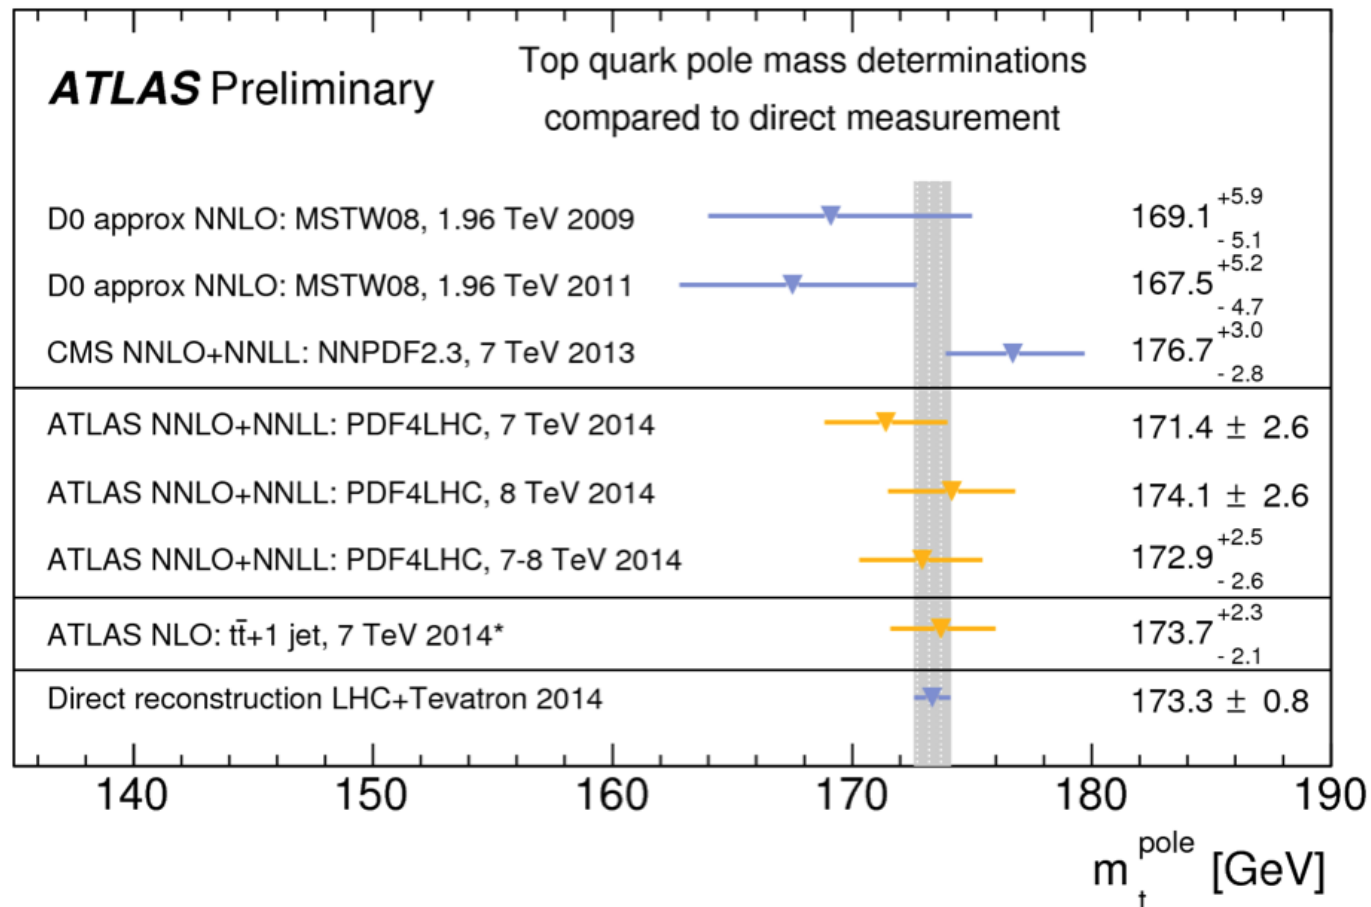 ATLAS Preliminary
Top quark pole mass determinations
compared to direct measurement
D0 approx NNLO: MSTW08, 1.96 TeV 2009 169.1 +5.9 - 5.1
D0 approx NNLO: MSTW08, 1.96 TeV 2011 167.5 +5.2 - 4.7
CMS NNLO+NNLL: NNPDF2.3, 7 TeV 2013 176.7 +3.0 - 2.8
ATLAS NNLO+NNLL: PDF4LHC, 7 TeV 2014 171.4 ± 2.6
ATLAS NNLO+NNLL: PDF4LHC, 8 TeV 2014 174.1 ± 2.6
ATLAS NNLO+NNLL: PDF4LHC, 7-8 TeV 2014 172.9 +2.5 - 2.6
ATLAS NLO: tt̄+1 jet, 7 TeV 2014* 173.7 +2.3 - 2.1
Direct reconstruction LHC+Tevatron 2014 173.3 ± 0.8
140 150 160 170 180 190
m t pole [GeV]